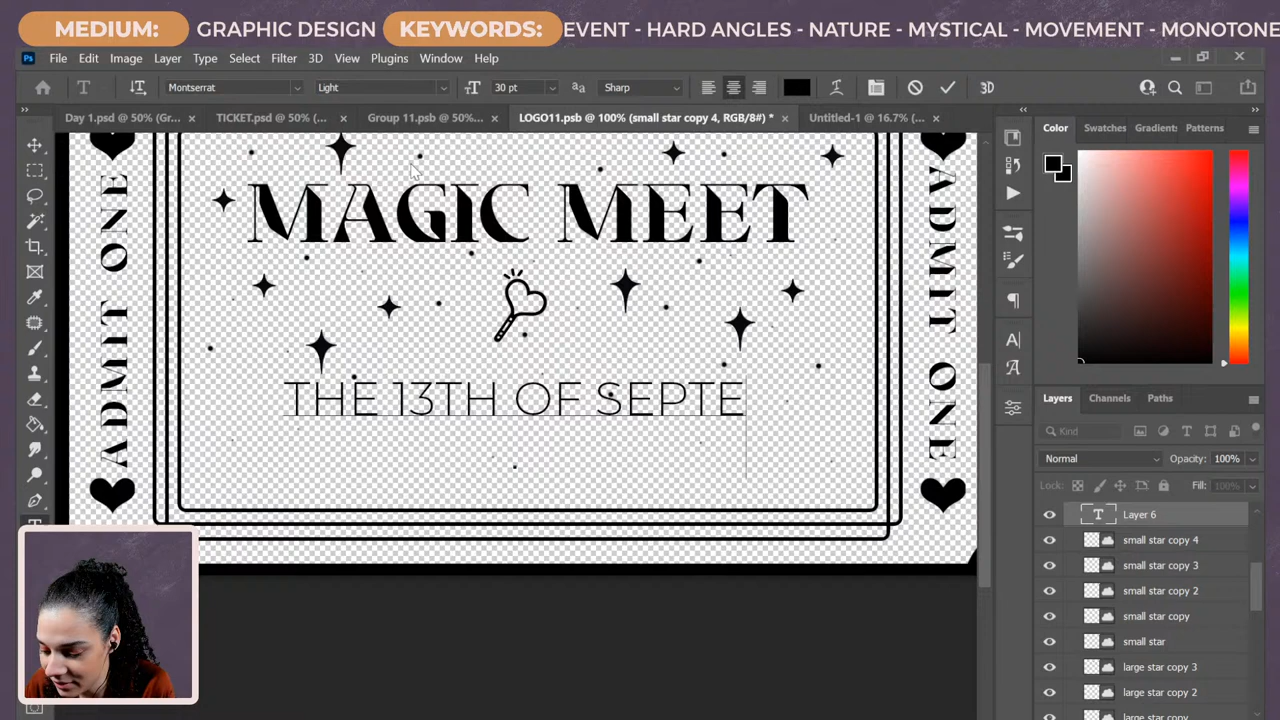 MEDIUM: GRAPHIC DESIGN KEYWORDS: EVENT - HARD ANGLES - NATURE - MYSTICAL - MOVEMENT - MONOTONE
Ps File Edit Image Layer Type Select Filter 3D View Plugins Window Help
Montserrat Light 30 pt Sharp 3D
Day 1.psd @ 50% (Gr... × TICKET.psd @ 50% (... × Group 11.psb @ 50%... × LOGO11.psb @ 100% (small star copy 4, RGB/8#) * × Untitled-1 @ 16.7% (... ×
Color Swatches Gradient: Patterns
ADMIT ONE
MAGIC MEET
THE 13TH OF SEPTE
ADMIT ONE
Layers Channels Paths
Kind
Normal Opacity: 100%
Lock: Fill: 100%
T Layer 6
small star copy 4
small star copy 3
small star copy 2
small star copy
small star
large star copy 3
large star copy 2
large star copy